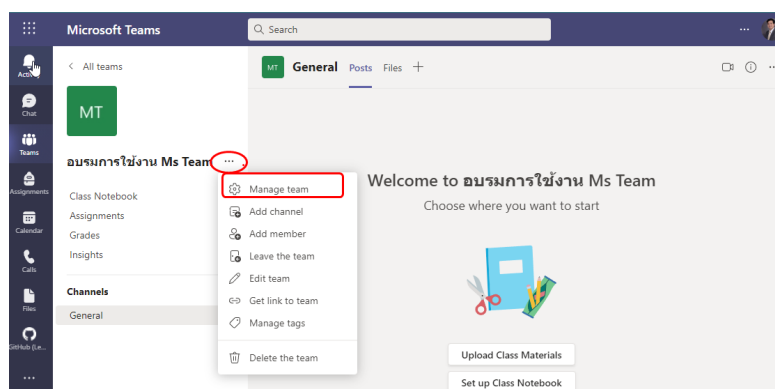 Microsoft Teams
Search
Activity
Chat
Teams
Assignments
Calendar
Calls
Files
GitHub (Le...
All teams
MT
อบรมการใช้งาน Ms Team
Class Notebook
Assignments
Grades
Insights
Channels
General
Manage team
Add channel
Add member
Leave the team
Edit team
Get link to team
Manage tags
Delete the team
MT General Posts Files
Welcome to อบรมการใช้งาน Ms Team
Choose where you want to start
Upload Class Materials
Set up Class Notebook